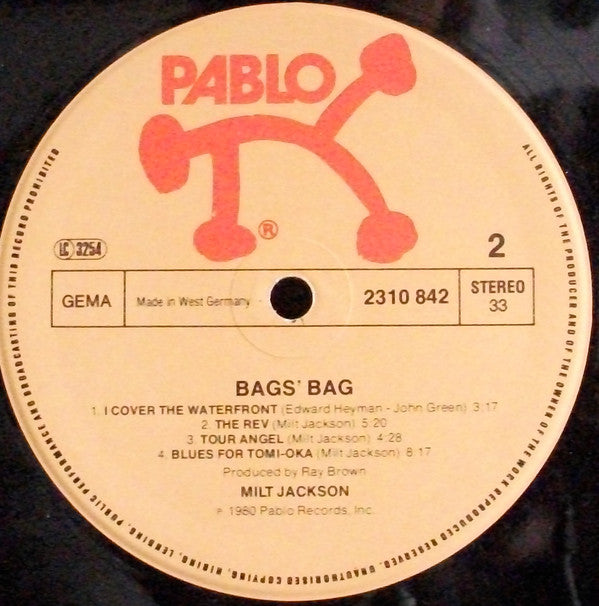 PABLO
®
LC 3254
2
GEMA
Made in West Germany
2310 842
STEREO
33
BAGS' BAG
1. I COVER THE WATERFRONT (Edward Heyman - John Green) 3:17
2. THE REV (Milt Jackson) 5:20
3. TOUR ANGEL (Milt Jackson) 4:28
4. BLUES FOR TOMI-OKA (Milt Jackson) 8:17
Produced by Ray Brown
MILT JACKSON
℗ 1980 Pablo Records, Inc.
ALL RIGHTS OF THE PRODUCER AND OF THE OWNER OF THE WORK REPRODUCED RESERVED. UNAUTHORISED COPYING, HIRING, LENDING, PUBLIC PERFORMANCE AND BROADCASTING OF THIS RECORD PROHIBITED